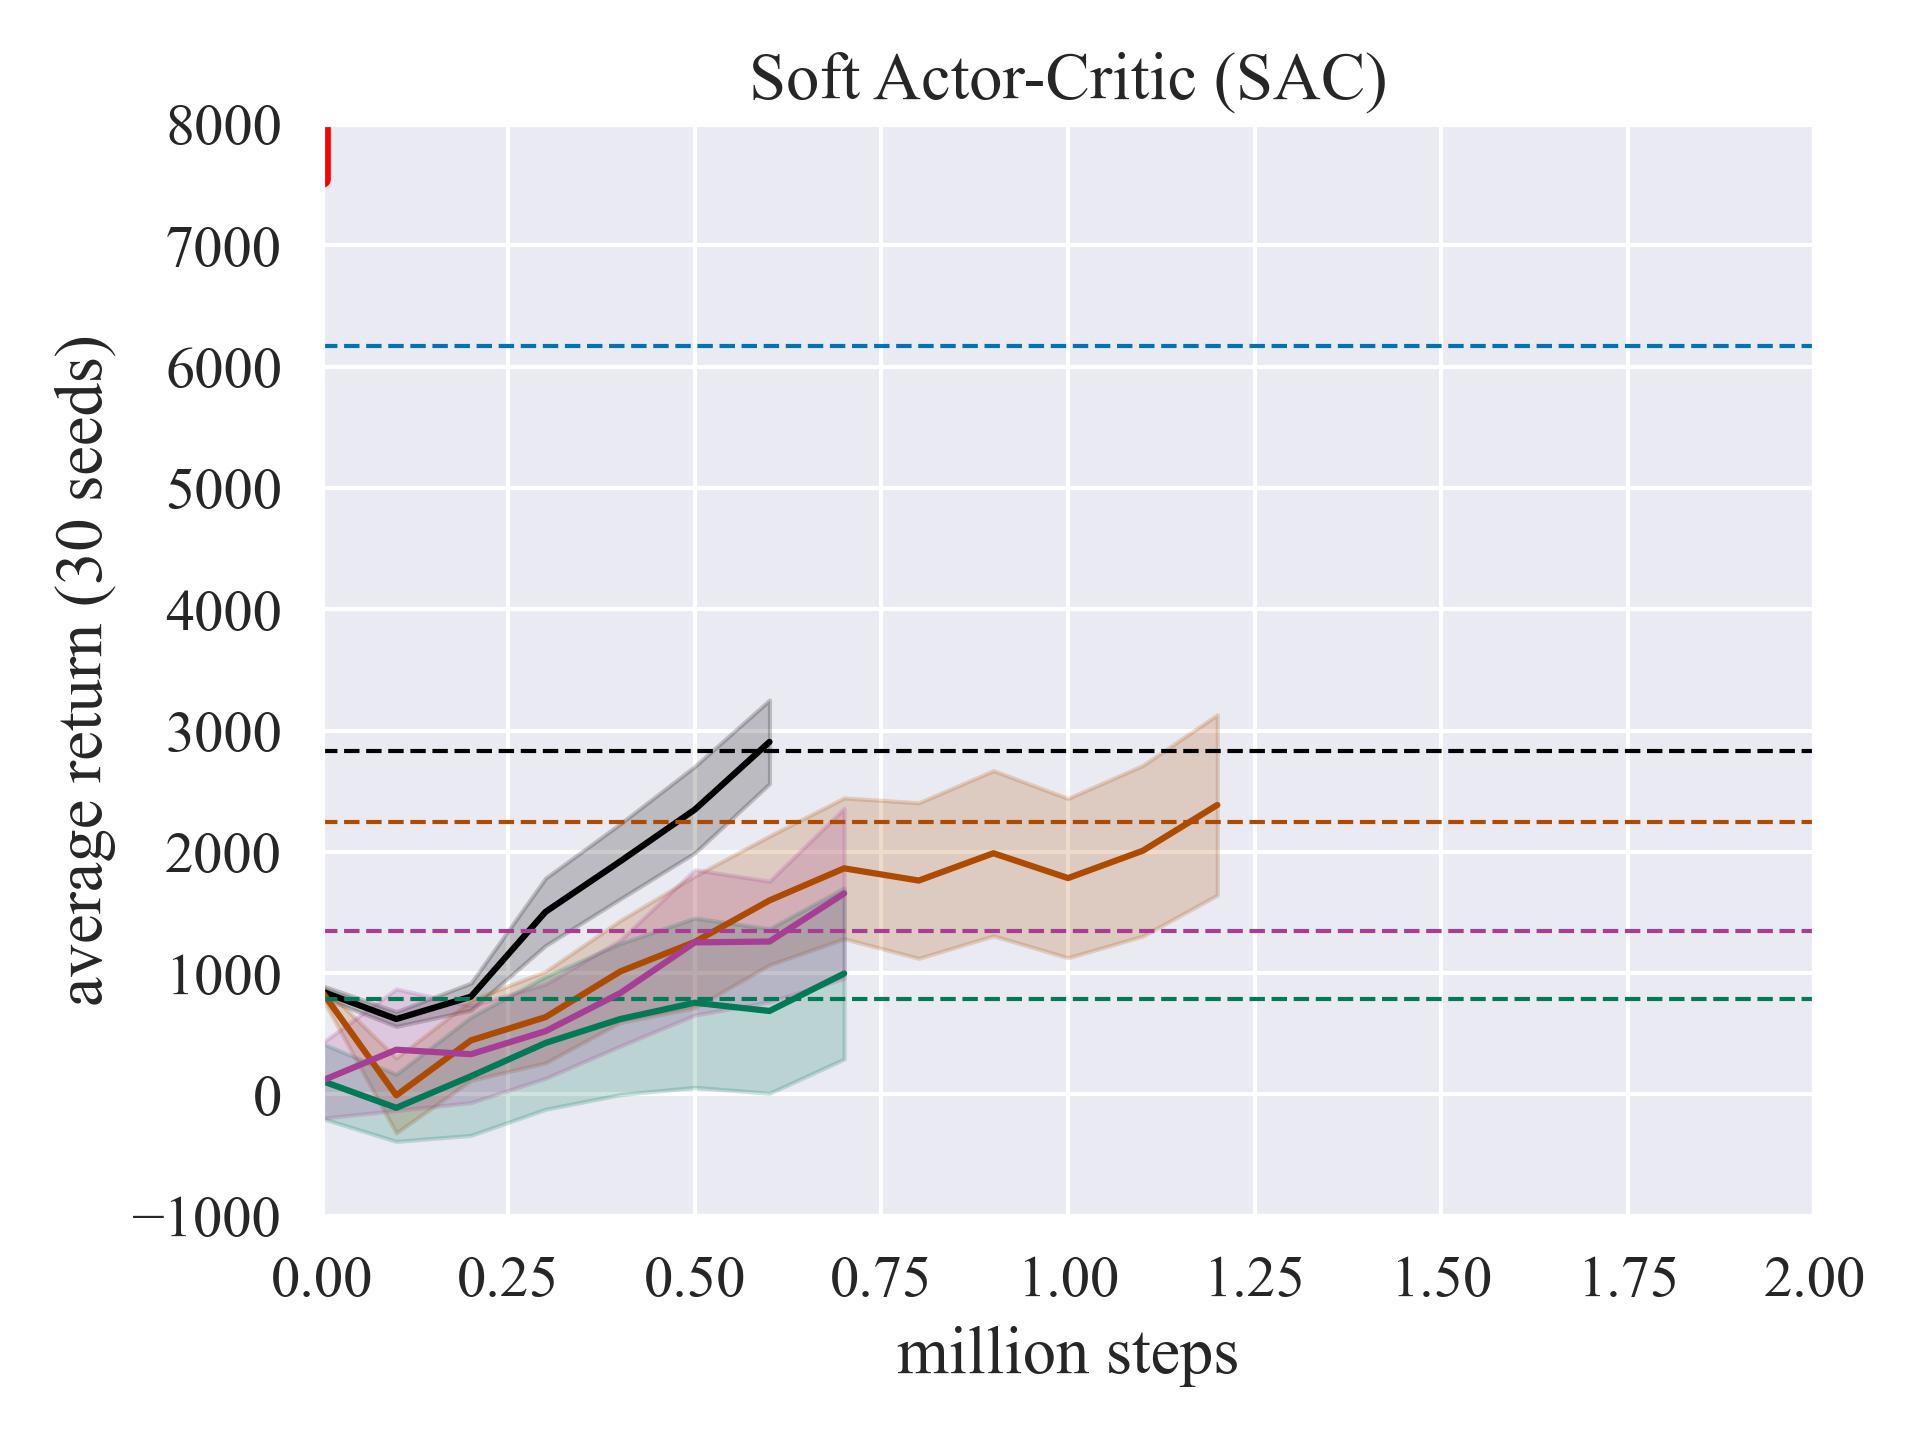 Soft Actor-Critic (SAC)
8000
7000
6000
5000
4000
3000
2000
1000
0
−1000
average return (30 seeds)
0.00 0.25 0.50 0.75 1.00 1.25 1.50 1.75 2.00
million steps